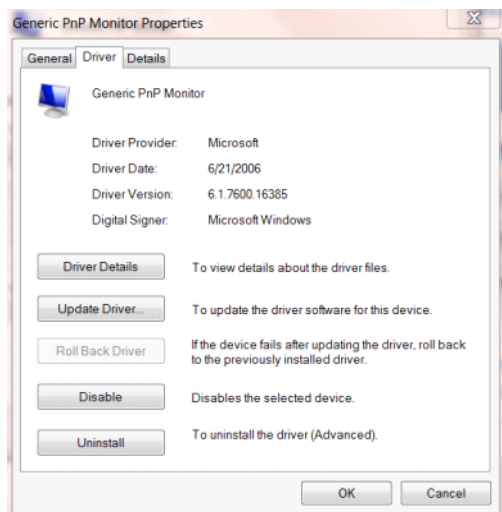 Generic PnP Monitor Properties
General Driver Details
Generic PnP Monitor
Driver Provider: Microsoft
Driver Date: 6/21/2006
Driver Version: 6.1.7600.16385
Digital Signer: Microsoft Windows
Driver Details To view details about the driver files.
Update Driver... To update the driver software for this device.
Roll Back Driver If the device fails after updating the driver, roll back
to the previously installed driver.
Disable Disables the selected device.
Uninstall To uninstall the driver (Advanced).
OK Cancel